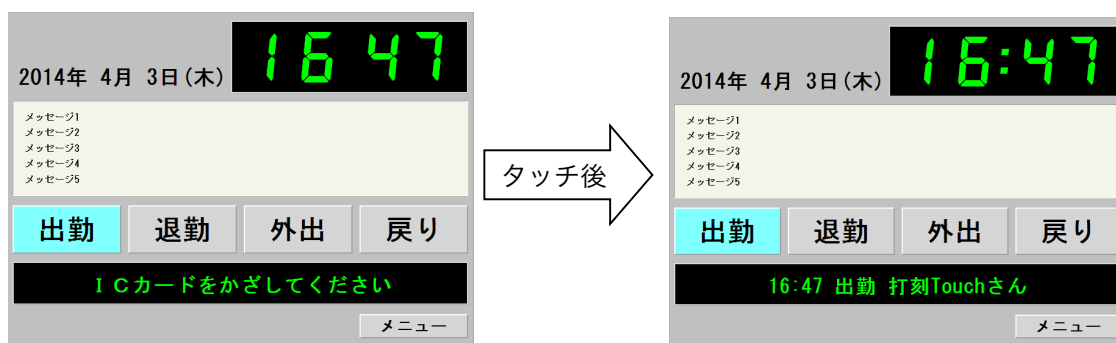 2014年 4月 3日(木) 16 47
メッセージ1
メッセージ2
メッセージ3
メッセージ4
メッセージ5
出勤 退勤 外出 戻り
ＩＣカードをかざしてください
メニュー
タッチ後
2014年 4月 3日(木) 16:47
メッセージ1
メッセージ2
メッセージ3
メッセージ4
メッセージ5
出勤 退勤 外出 戻り
16:47 出勤 打刻Touchさん
メニュー